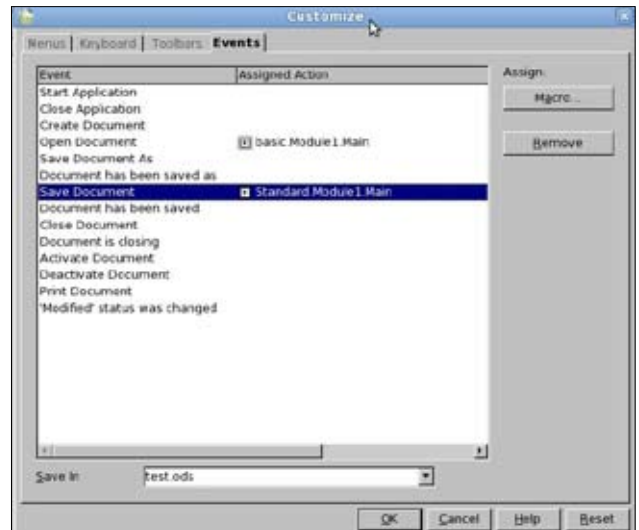 Customize
Menus Keyboard Toolbars Events
Event Assigned Action
Assign:
Start Application
Macro...
Close Application
Create Document
Open Document basic.Module1.Main
Remove
Save Document As
Document has been saved as
Save Document Standard.Module1.Main
Document has been saved
Close Document
Document is closing
Activate Document
Deactivate Document
Print Document
'Modified' status was changed
Save In test.ods
OK Cancel Help Reset